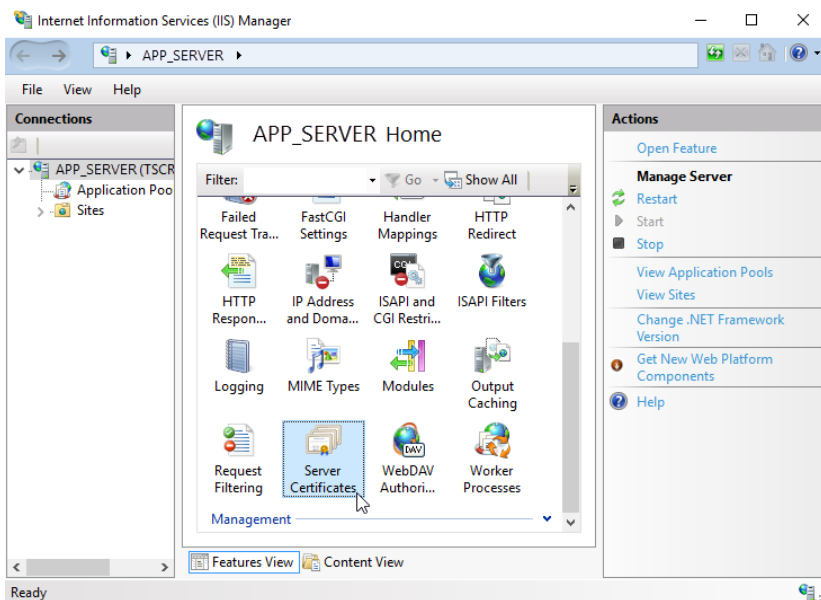 Internet Information Services (IIS) Manager
APP_SERVER
File View Help
Connections
APP_SERVER (TSCR
Application Poo
Sites
APP_SERVER Home
Filter: Go Show All
Failed
Request Tra...
FastCGI
Settings
Handler
Mappings
HTTP
Redirect
HTTP
Respon...
IP Address
and Doma...
ISAPI and
CGI Restri...
ISAPI Filters
Logging
MIME Types
Modules
Output
Caching
Request
Filtering
Server
Certificates
WebDAV
Authori...
Worker
Processes
Management
Features View Content View
Actions
Open Feature
Manage Server
Restart
Start
Stop
View Application Pools
View Sites
Change .NET Framework
Version
Get New Web Platform
Components
Help
Ready